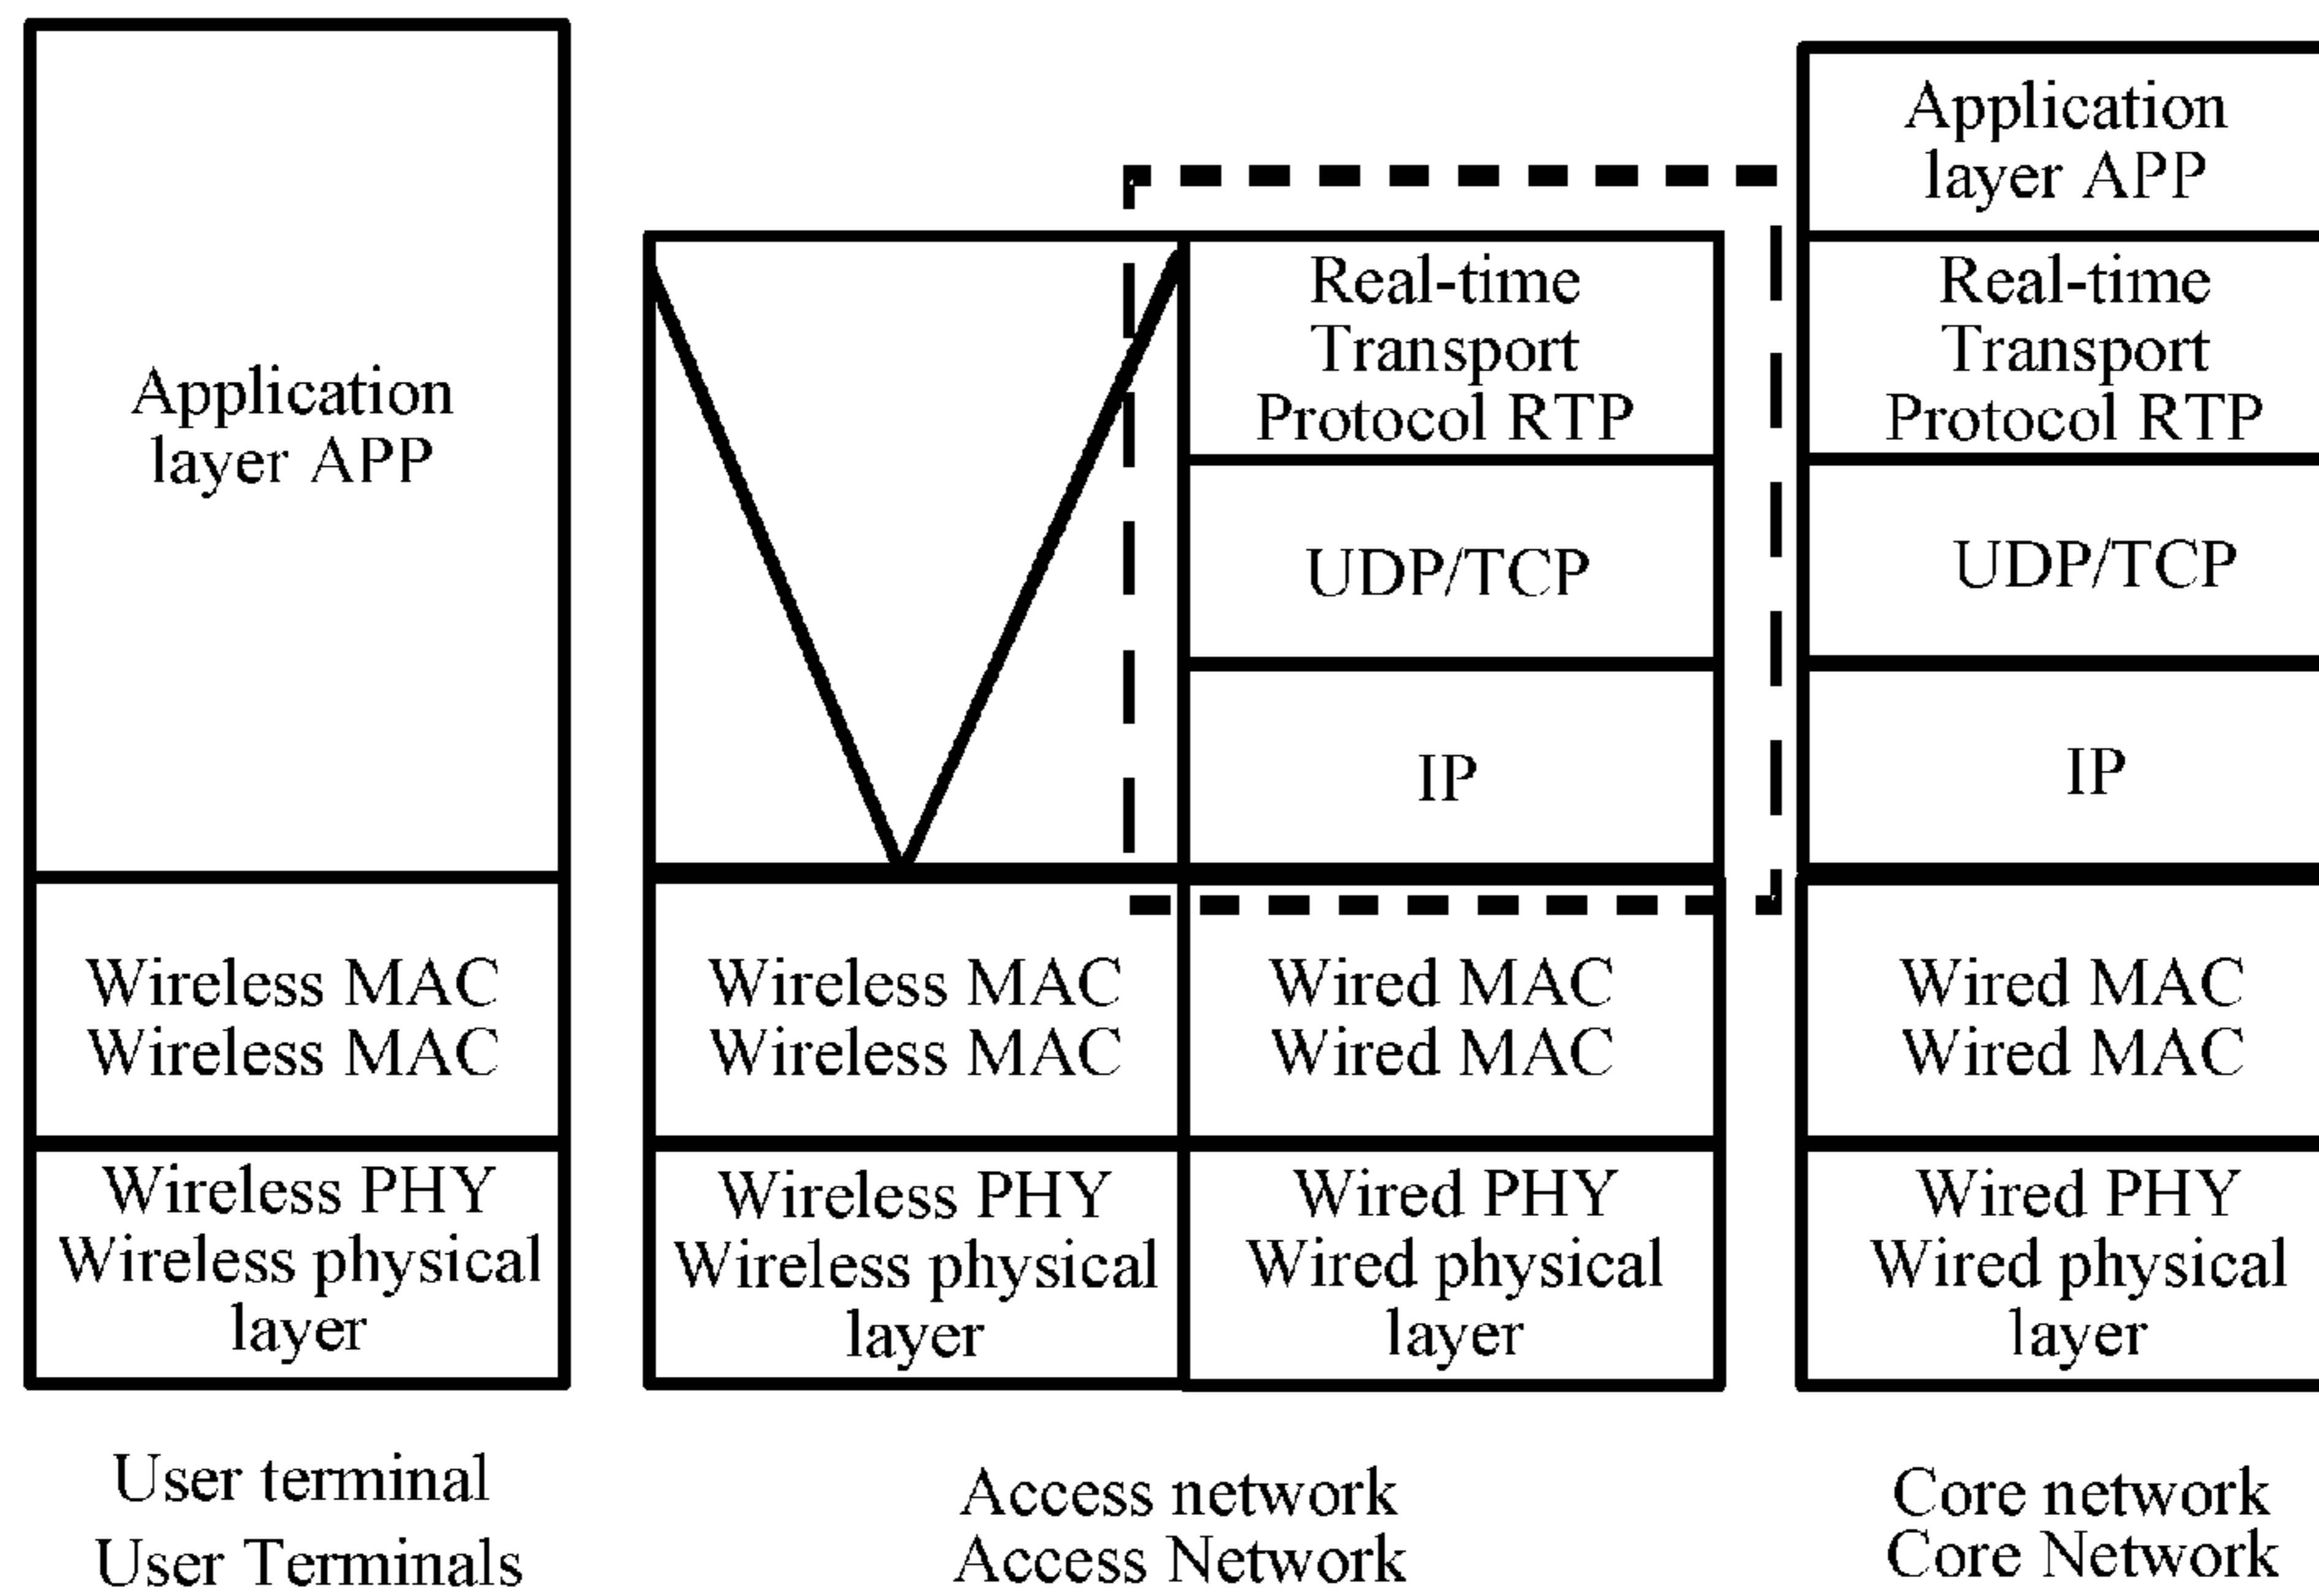 Application
layer APP
Wireless MAC
Wireless MAC
Wireless PHY
Wireless physical
layer
User terminal
User Terminals
Wireless MAC
Wireless MAC
Wireless PHY
Wireless physical
layer
Real-time
Transport
Protocol RTP
UDP/TCP
IP
Wired MAC
Wired MAC
Wired PHY
Wired physical
layer
Access network
Access Network
Application
layer APP
Real-time
Transport
Protocol RTP
UDP/TCP
IP
Wired MAC
Wired MAC
Wired PHY
Wired physical
layer
Core network
Core Network